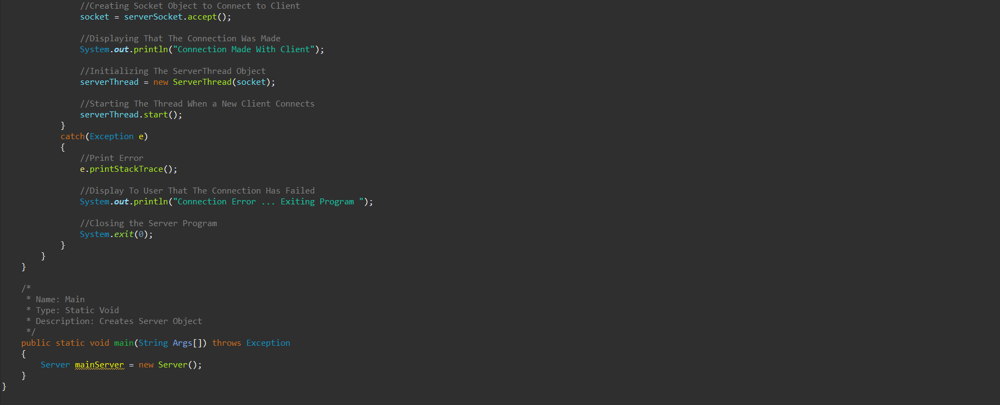 //Creating Socket Object to Connect to Client
socket = serverSocket.accept();
//Displaying That The Connection Was Made
System.out.println("Connection Made With Client");
//Initializing The ServerThread Object
serverThread = new ServerThread(socket);
//Starting The Thread When a New Client Connects
serverThread.start();
}
catch(Exception e)
{
//Print Error
e.printStackTrace();
//Display To User That The Connection Has Failed
System.out.println("Connection Error ... Exiting Program ");
//Closing the Server Program
System.exit(0);
}
}
}
/*
* Name: Main
* Type: Static Void
* Description: Creates Server Object
*/
public static void main(String Args[]) throws Exception
{
Server mainServer = new Server();
}
}